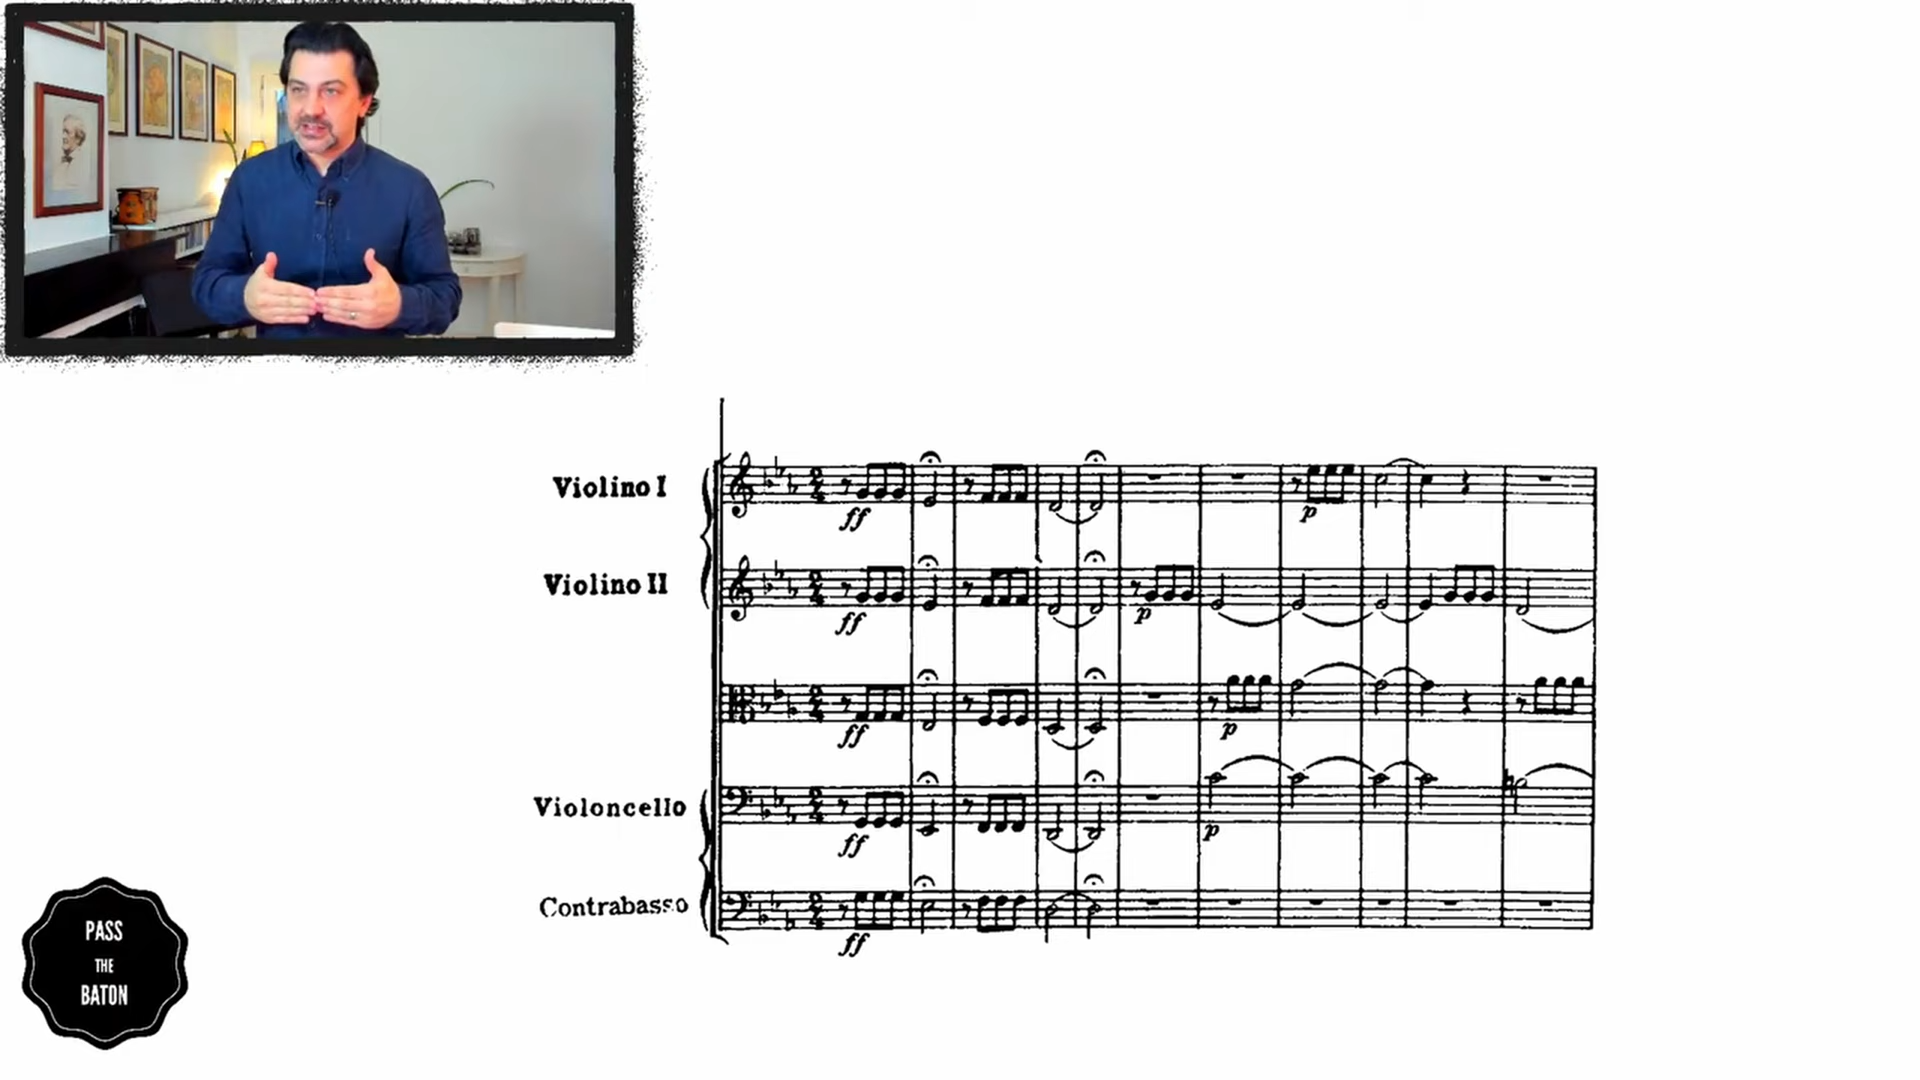 Violino I
ff
p
Violino II
ff
p
ff
p
Violoncello
ff
p
Contrabasso
ff
PASS
THE
BATON